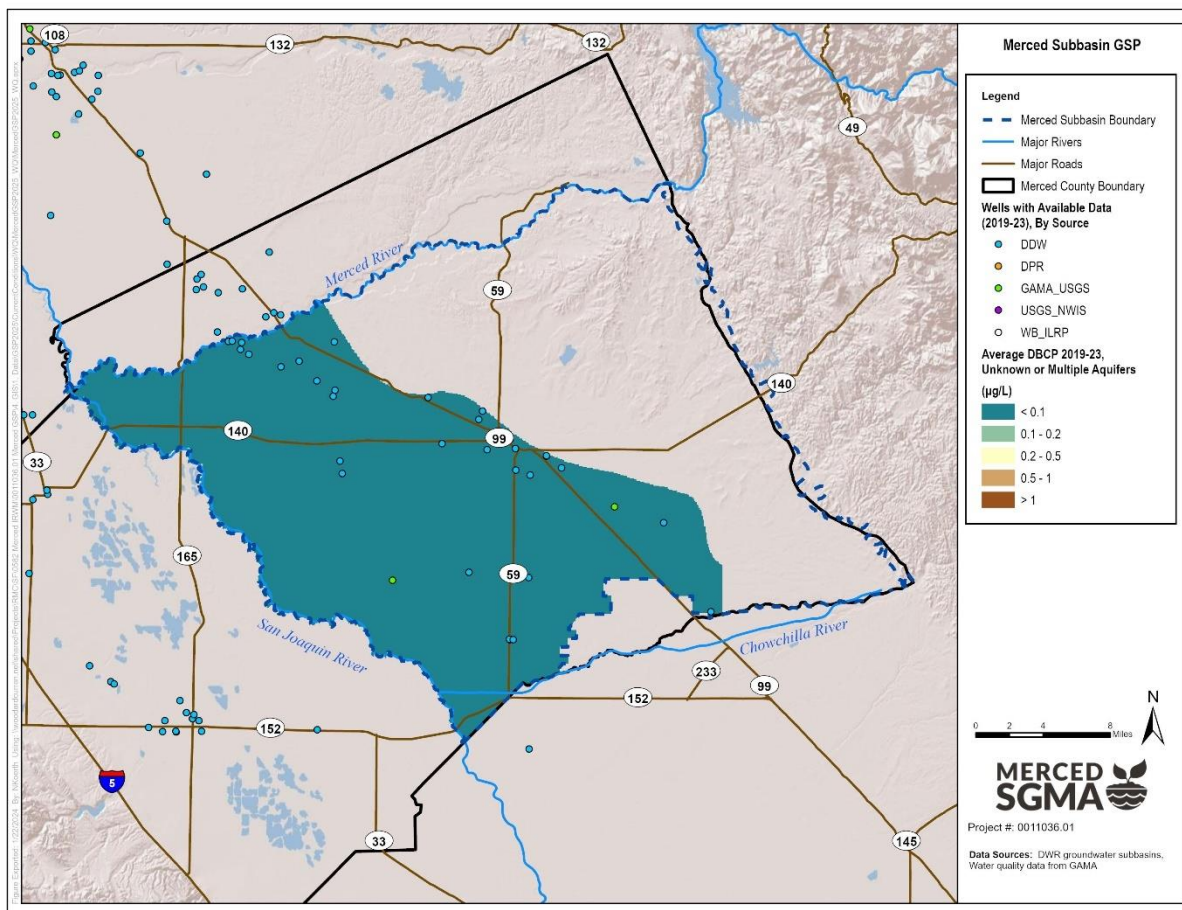 108
132
132
49
Merced River
59
140
140
99
33
165
59
San Joaquin River
Chowchilla River
233
99
152
152
5
33
145
Merced Subbasin GSP
Legend
Merced Subbasin Boundary
Major Rivers
Major Roads
Merced County Boundary
Wells with Available Data
(2019-23), By Source
DDW
DPR
GAMA_USGS
USGS_NWIS
WB_ILRP
Average DBCP 2019-23,
Unknown or Multiple Aquifers
(µg/L)
< 0.1
0.1 - 0.2
0.2 - 0.5
0.5 - 1
> 1
N
0 2 4 8
Miles
MERCED
SGMA
Project #: 0011036.01
Data Sources: DWR groundwater subbasins,
Water quality data from GAMA